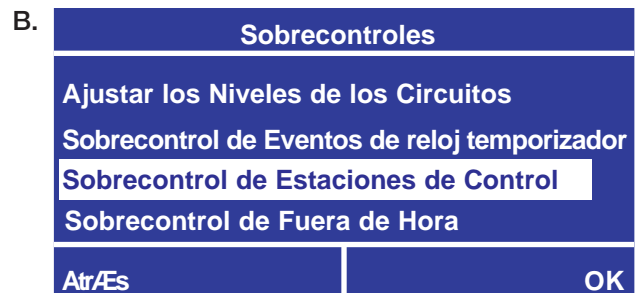 B.
Sobrecontroles
Ajustar los Niveles de los Circuitos
Sobrecontrol de Eventos de reloj temporizador
Sobrecontrol de Estaciones de Control
Sobrecontrol de Fuera de Hora
AtrÆs OK